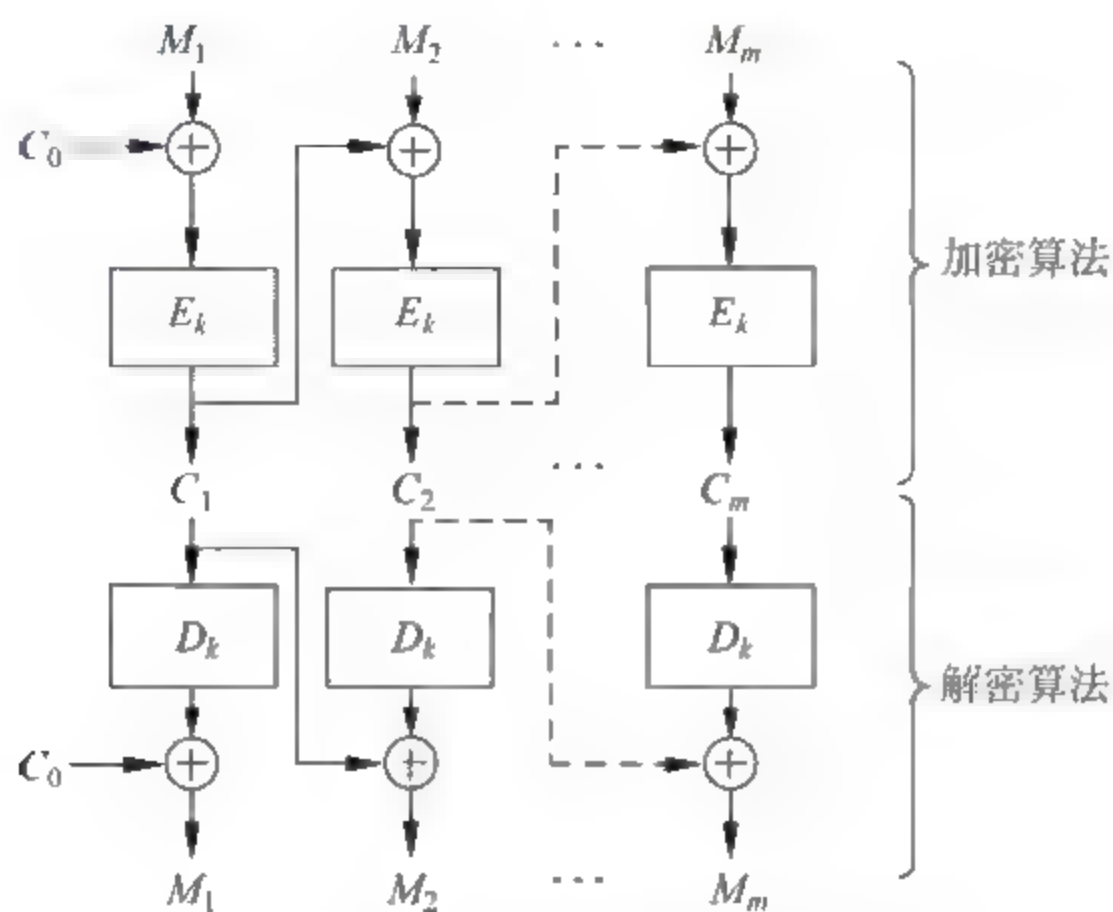 M₁ M₂ ... Mₘ
C₀
Eₖ Eₖ Eₖ
加密算法
C₁ C₂ ... Cₘ
Dₖ Dₖ Dₖ
解密算法
C₀
M₁ M₂ ... Mₘ